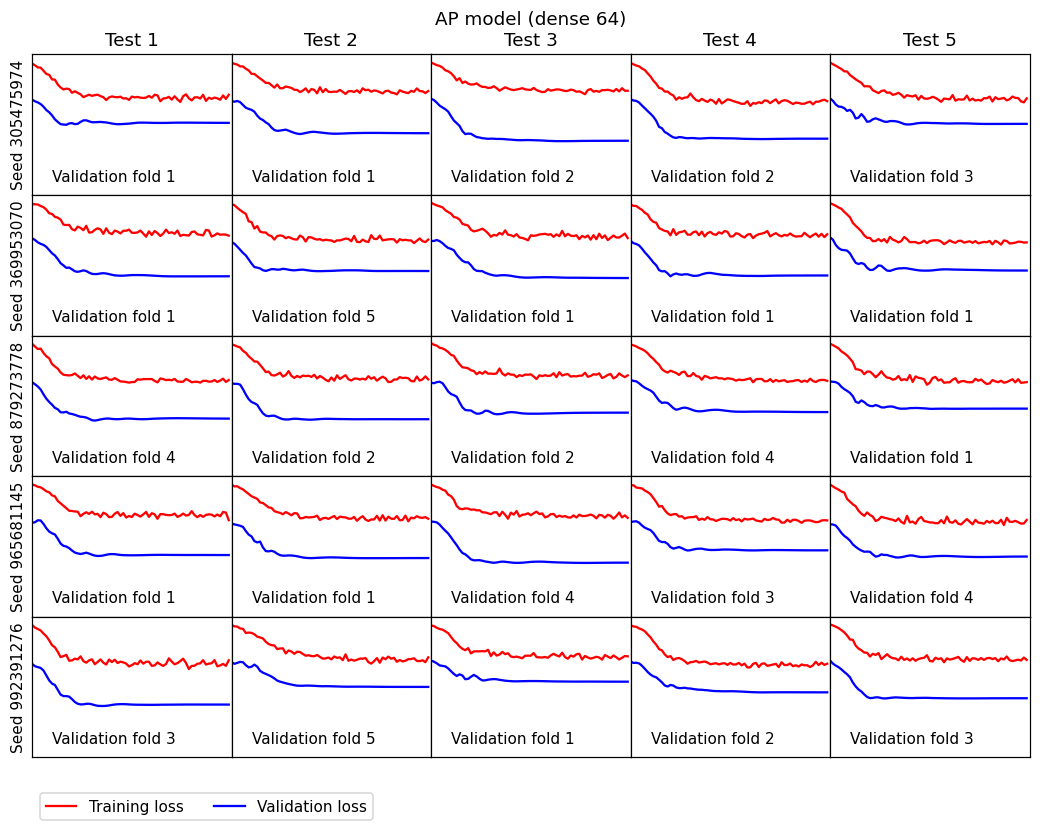 AP model (dense 64)
Test 1 Test 2 Test 3 Test 4 Test 5
Seed 305475974
Validation fold 1 Validation fold 1 Validation fold 2 Validation fold 2 Validation fold 3
Seed 369953070
Validation fold 1 Validation fold 5 Validation fold 1 Validation fold 1 Validation fold 1
Seed 879273778
Validation fold 4 Validation fold 2 Validation fold 2 Validation fold 4 Validation fold 1
Seed 965681145
Validation fold 1 Validation fold 1 Validation fold 4 Validation fold 3 Validation fold 4
Seed 992391276
Validation fold 3 Validation fold 5 Validation fold 1 Validation fold 2 Validation fold 3
Training loss Validation loss